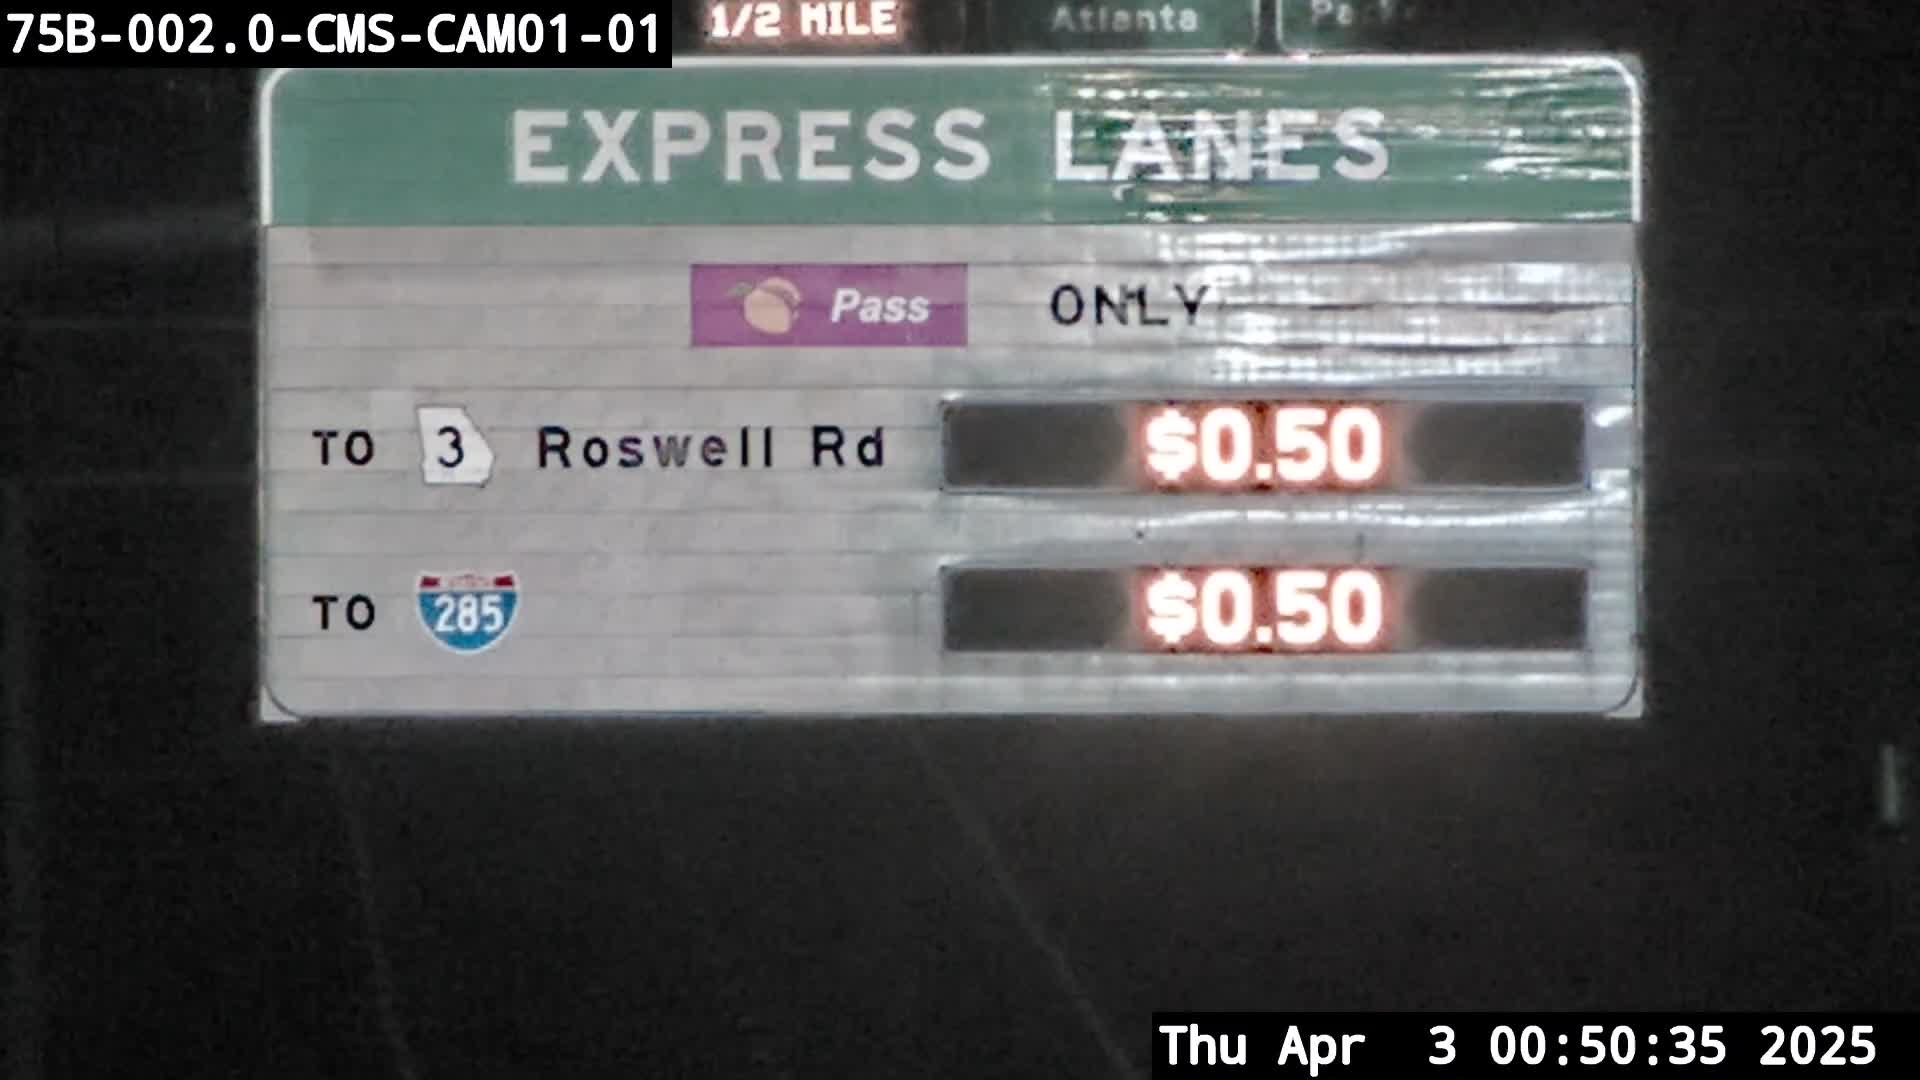 75B-002.0-CMS-CAM01-01
1/2 MILE
Atlanta
EXPRESS LANES
Pass ONLY
TO 3 Roswell Rd $0.50
TO 285 $0.50
Thu Apr 3 00:50:35 2025